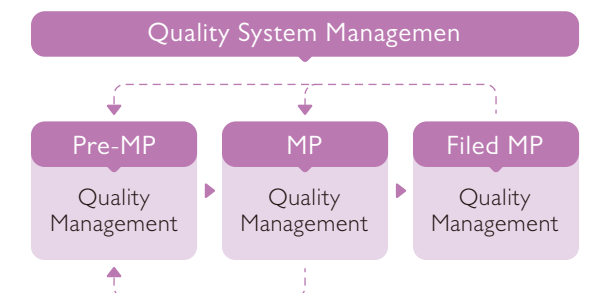 Quality System Managemen
Pre-MP
MP
Filed MP
Quality
Management
Quality
Management
Quality
Management